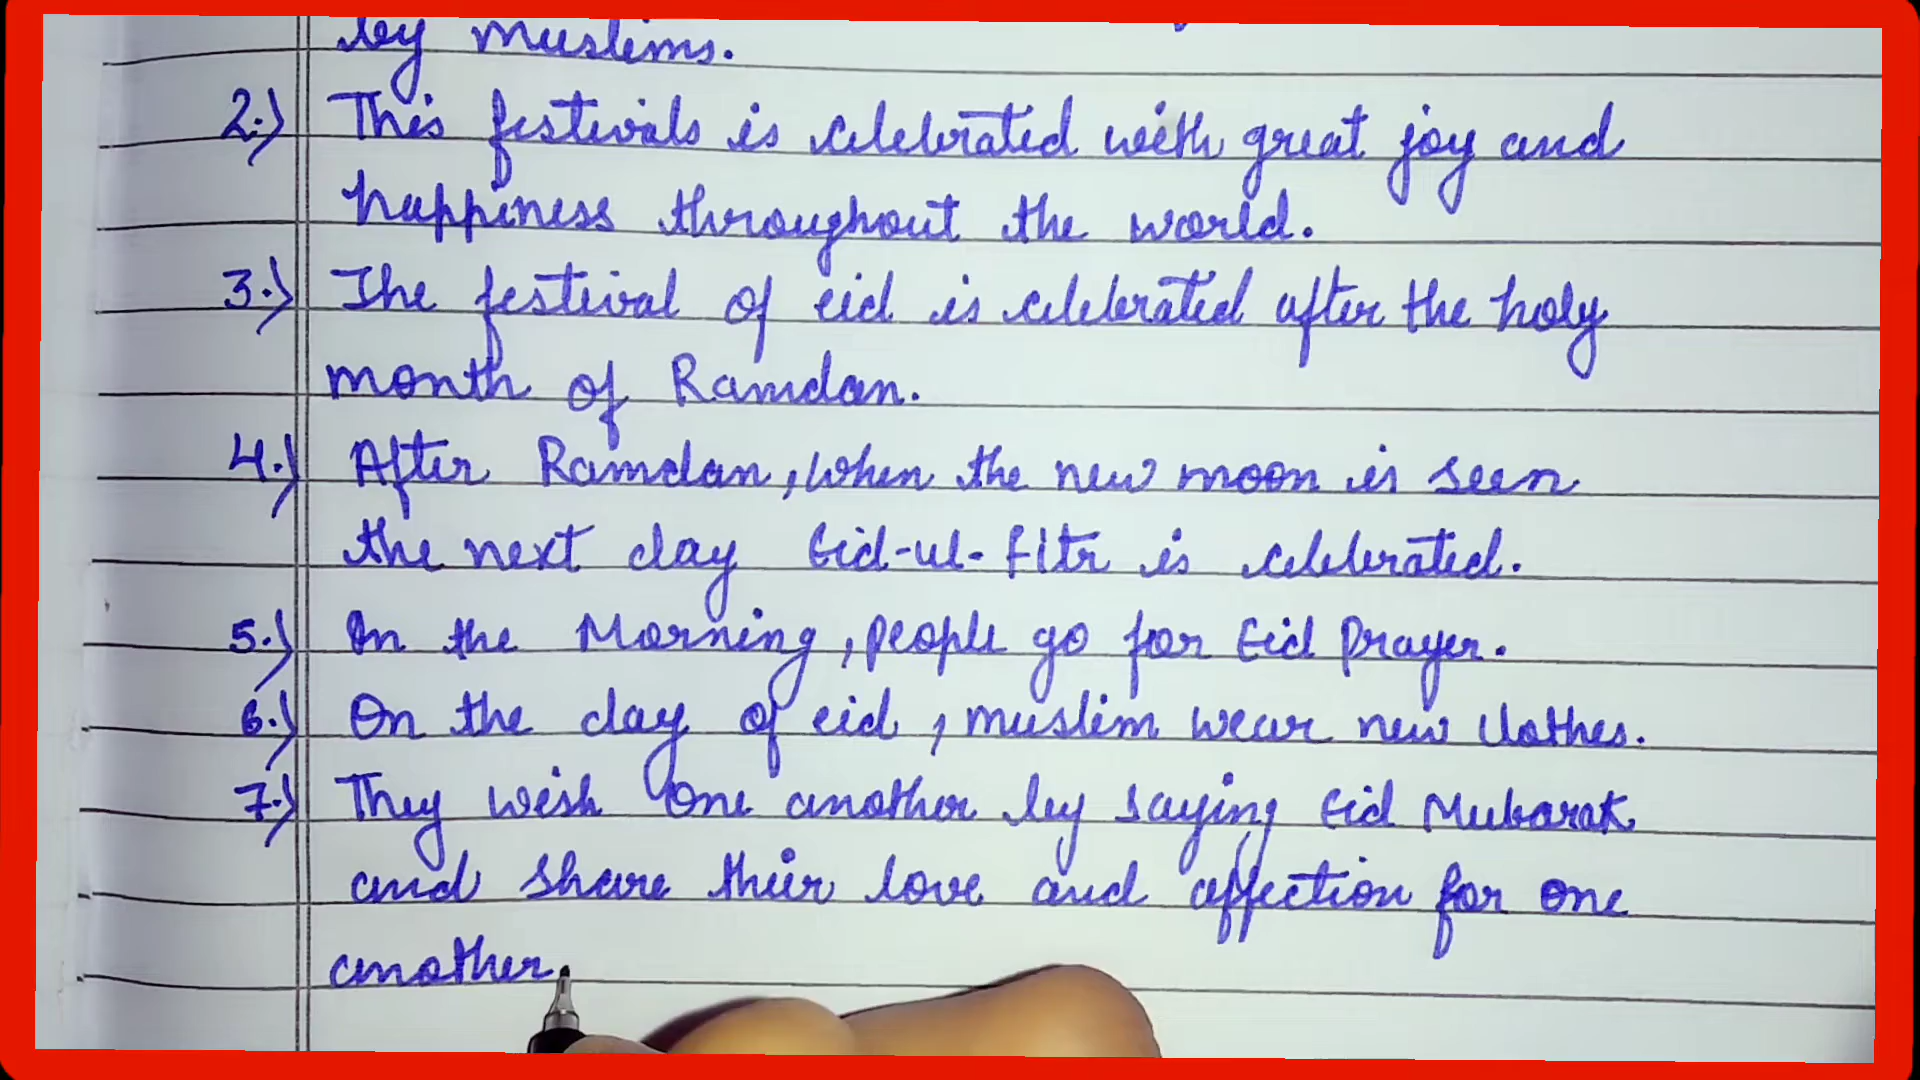 by muslims.
2.) This festivals is celebrated with great joy and
happiness throughout the world.
3.) The festival of eid is celebrated after the holy
month of Ramdan.
4.) After Ramdan, when the new moon is seen
the next day Eid-ul-Fitr is celebrated.
5.) In the Morning, people go for Eid Prayer.
6.) On the day of eid, muslim wear new clothes.
7.) They wish one another by saying Eid Mubarak
and share their love and affection for one
another.